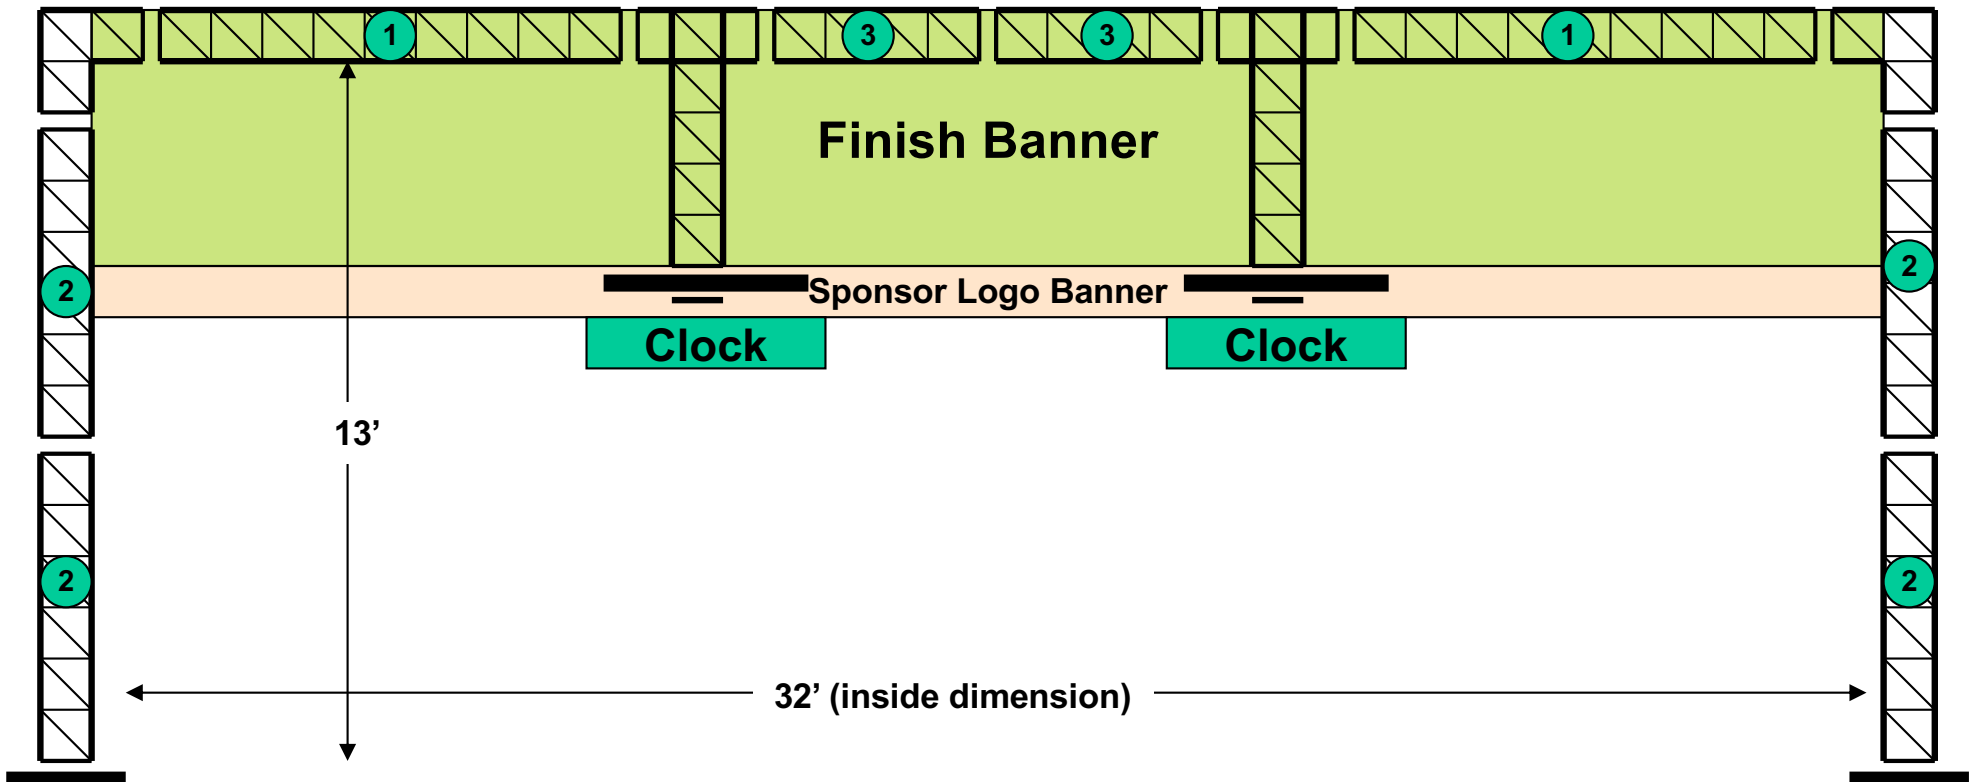 1
3
3
1
Finish Banner
2
2
Sponsor Logo Banner
Clock
Clock
13’
2
2
32’ (inside dimension)